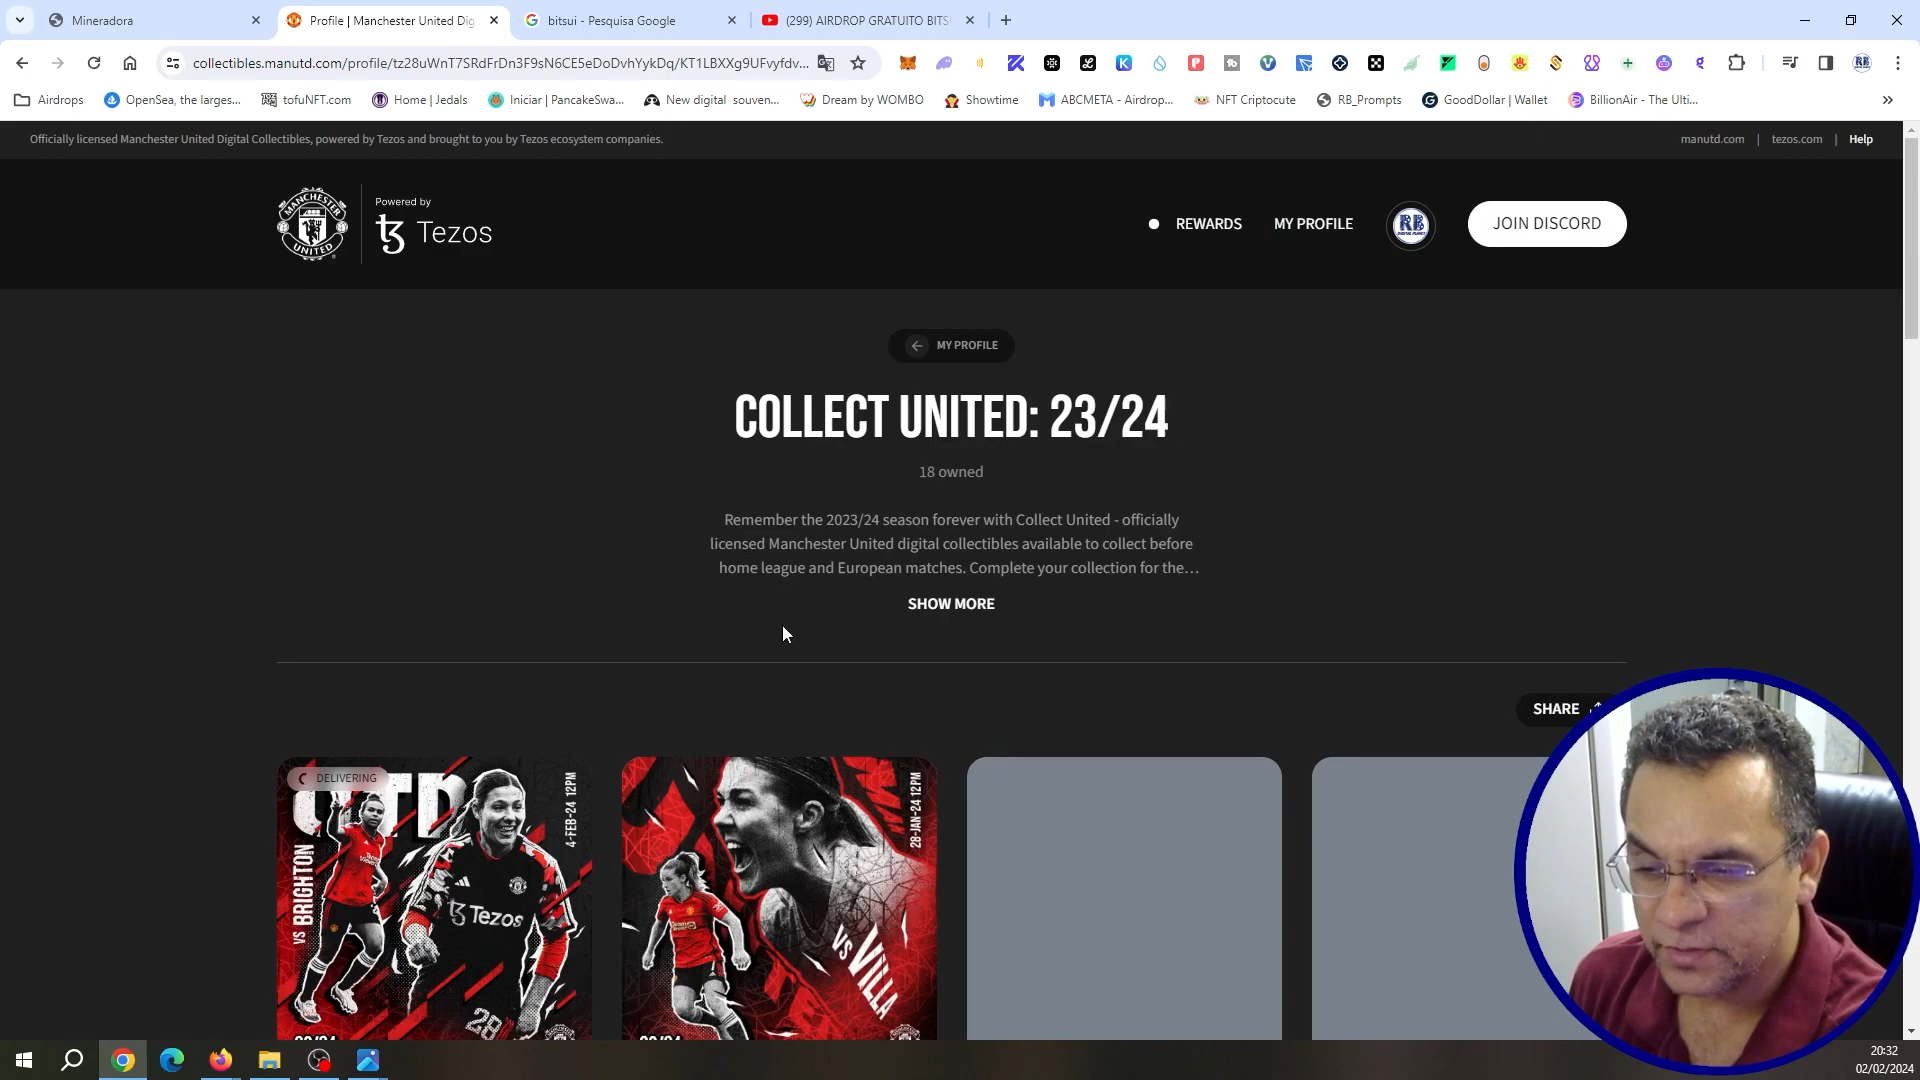 Mineradora
Profile | Manchester United Dig
bitsui - Pesquisa Google
(299) AIRDROP GRATUITO BITS
collectibles.manutd.com/profile/tz28uWnT7SRdFrDn3F9sN6CE5eDoDvhYykDq/KT1LBXXg9UFvyfdv...
Airdrops
OpenSea, the larges...
tofuNFT.com
Home | Jedals
Iniciar | PancakeSwa...
New digital souven...
Dream by WOMBO
Showtime
ABCMETA - Airdrop...
NFT Criptocute
RB_Prompts
GoodDollar | Wallet
BillionAir - The Ulti...
Officially licensed Manchester United Digital Collectibles, powered by Tezos and brought to you by Tezos ecosystem companies.
manutd.com | tezos.com | Help
MANCHESTER
UNITED
Powered by
Tezos
REWARDS
MY PROFILE
RB
JOIN DISCORD
MY PROFILE
COLLECT UNITED: 23/24
18 owned
Remember the 2023/24 season forever with Collect United - officially
licensed Manchester United digital collectibles available to collect before
home league and European matches. Complete your collection for the...
SHOW MORE
SHARE
DELIVERING
UTD
4-FEB-24 12PM
VS BRIGHTON
Tezos
28
28-JAN-24 12PM
VS VILLA
20:32
02/02/2024